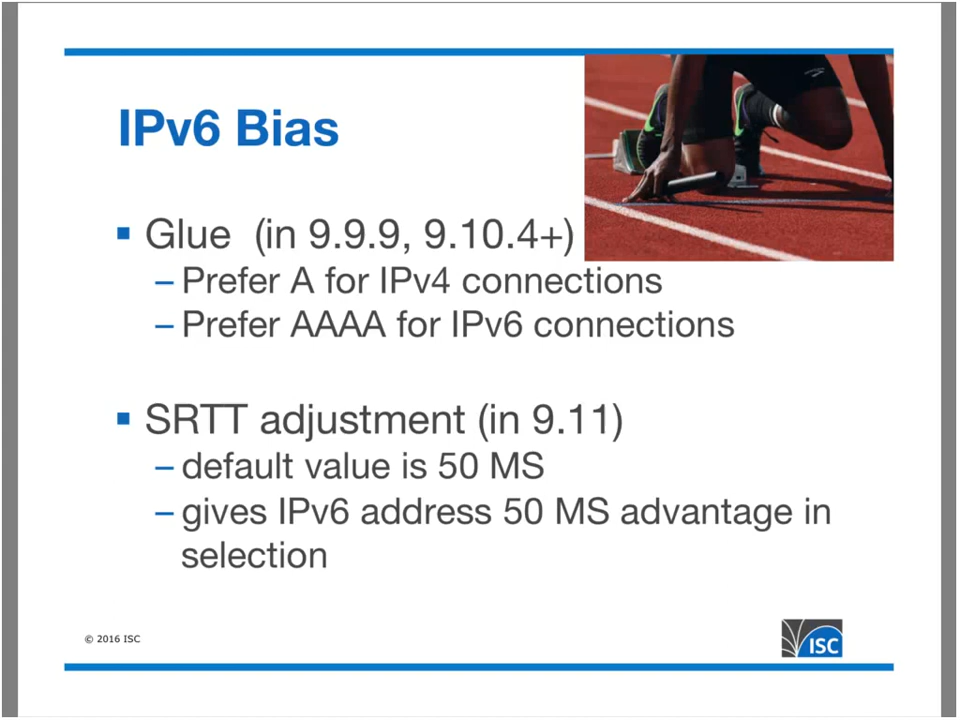 IPv6 Bias
▪ Glue (in 9.9.9, 9.10.4+)
– Prefer A for IPv4 connections
– Prefer AAAA for IPv6 connections
▪ SRTT adjustment (in 9.11)
– default value is 50 MS
– gives IPv6 address 50 MS advantage in
selection
© 2016 ISC
ISC